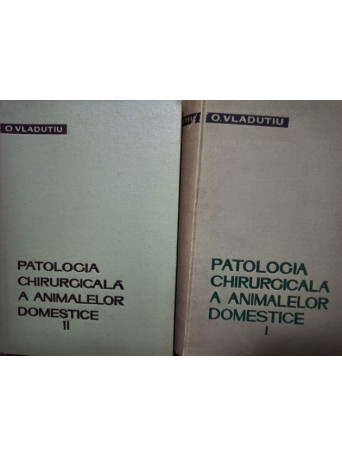 O. VLADUTIU
PATOLOGIA
CHIRURGICALĂ
A ANIMALELOR
DOMESTICE
II
O. VLADUTIU
PATOLOGIA
CHIRURGICALĂ
A ANIMALELOR
DOMESTICE
I